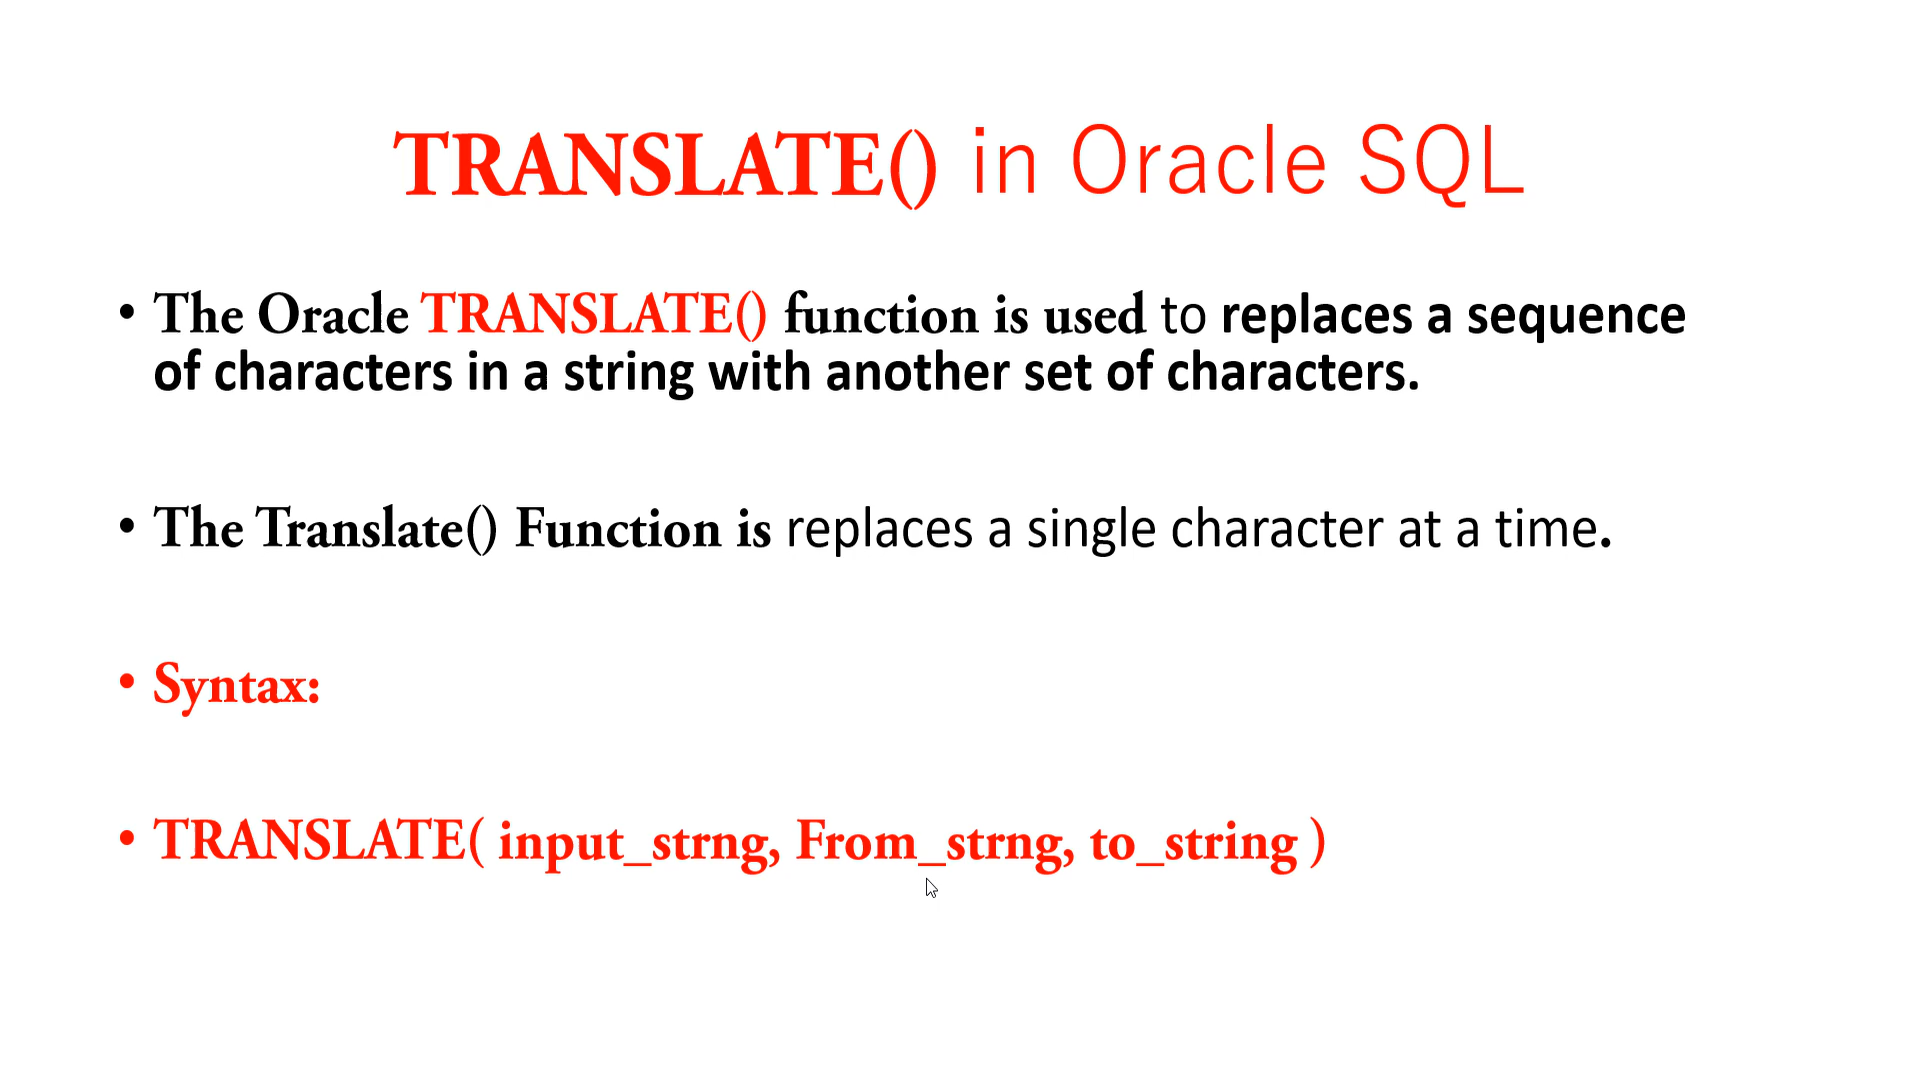 TRANSLATE() in Oracle SQL
• The Oracle TRANSLATE() function is used to replaces a sequence
of characters in a string with another set of characters.
• The Translate() Function is replaces a single character at a time.
• Syntax:
• TRANSLATE( input_strng, From_strng, to_string )